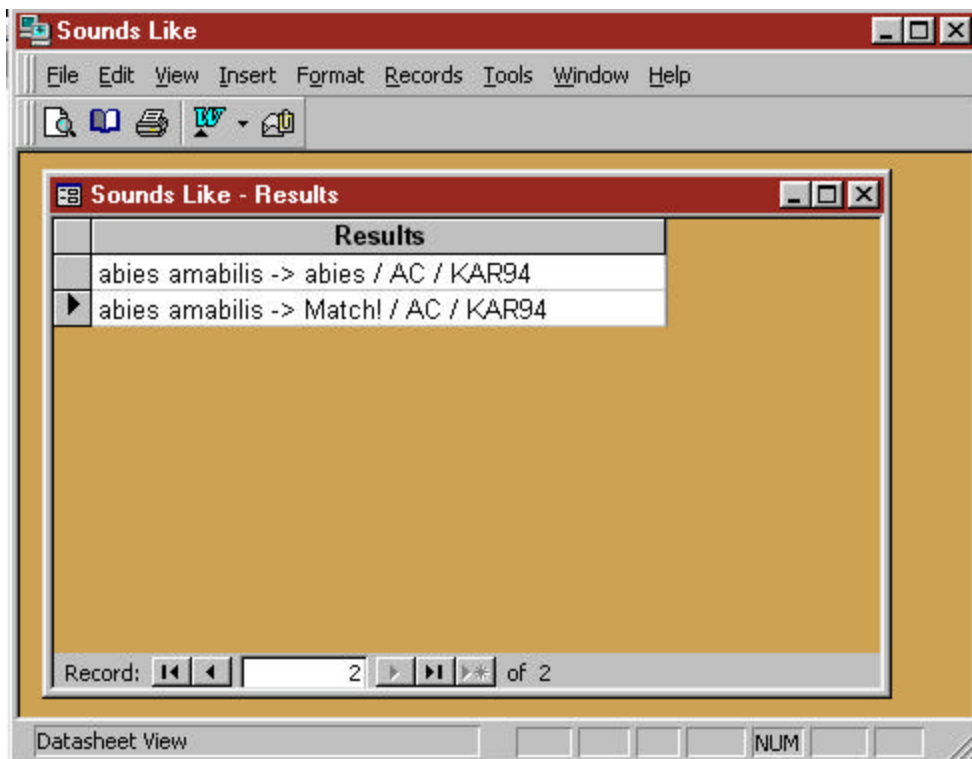 Sounds Like
File Edit View Insert Format Records Tools Window Help
W
Sounds Like - Results
Results
abies amabilis -> abies / AC / KAR94
abies amabilis -> Match! / AC / KAR94
Record: 2 of 2
Datasheet View NUM